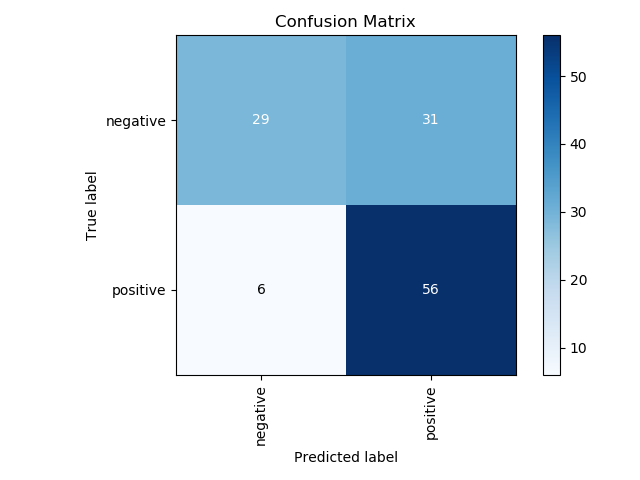 Confusion Matrix
True label
negative
positive
29
31
6
56
negative
positive
Predicted label
50
40
30
20
10